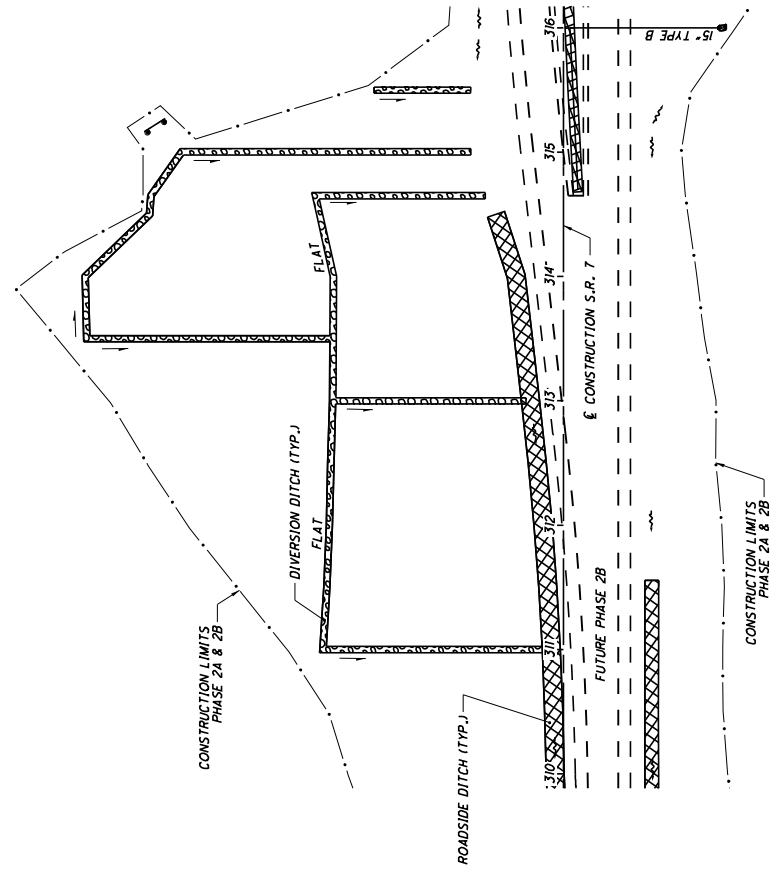 316
15" TYPE B
315
FLAT
314
℄ CONSTRUCTION S.R. 7
313
DIVERSION DITCH (TYP.)
FLAT
312
CONSTRUCTION LIMITS
PHASE 2A & 2B
CONSTRUCTION LIMITS
PHASE 2A & 2B
FUTURE PHASE 2B
311
ROADSIDE DITCH (TYP.)
310